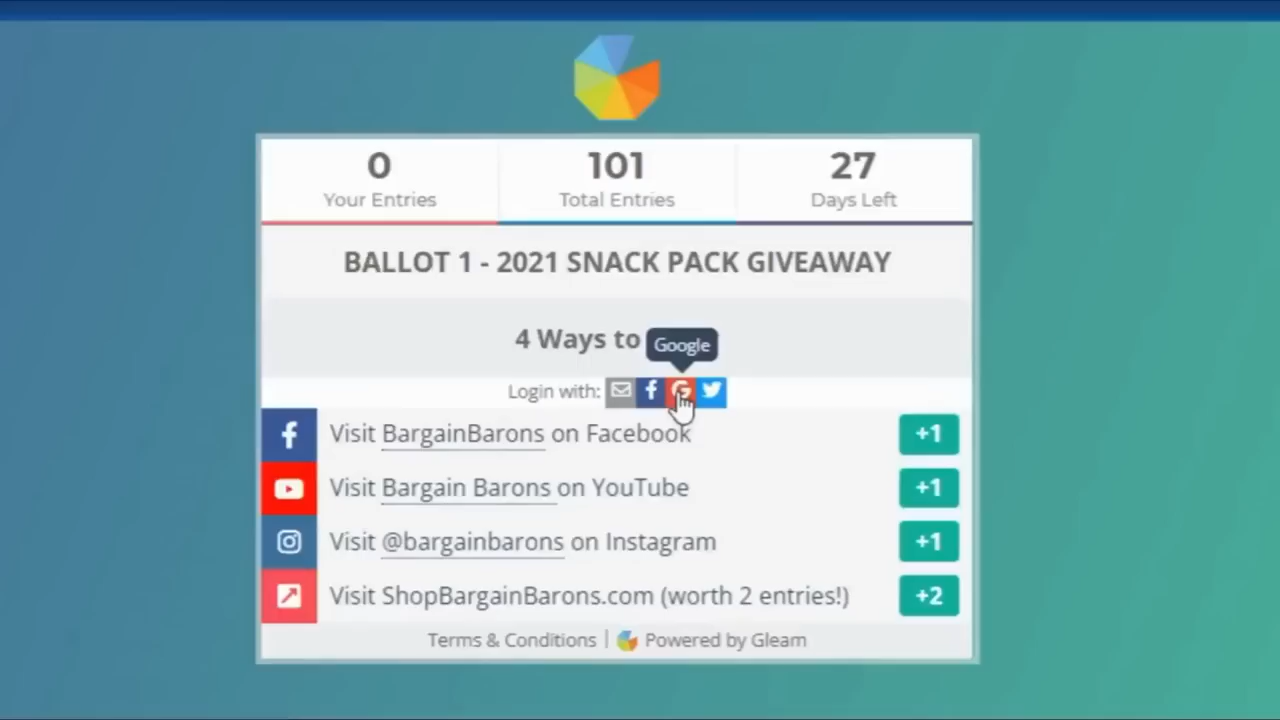 0 101 27
Your Entries Total Entries Days Left
BALLOT 1 - 2021 SNACK PACK GIVEAWAY
4 Ways to
Google
Login with:
Visit BargainBarons on Facebook +1
Visit Bargain Barons on YouTube +1
Visit @bargainbarons on Instagram +1
Visit ShopBargainBarons.com (worth 2 entries!) +2
Terms & Conditions | Powered by Gleam